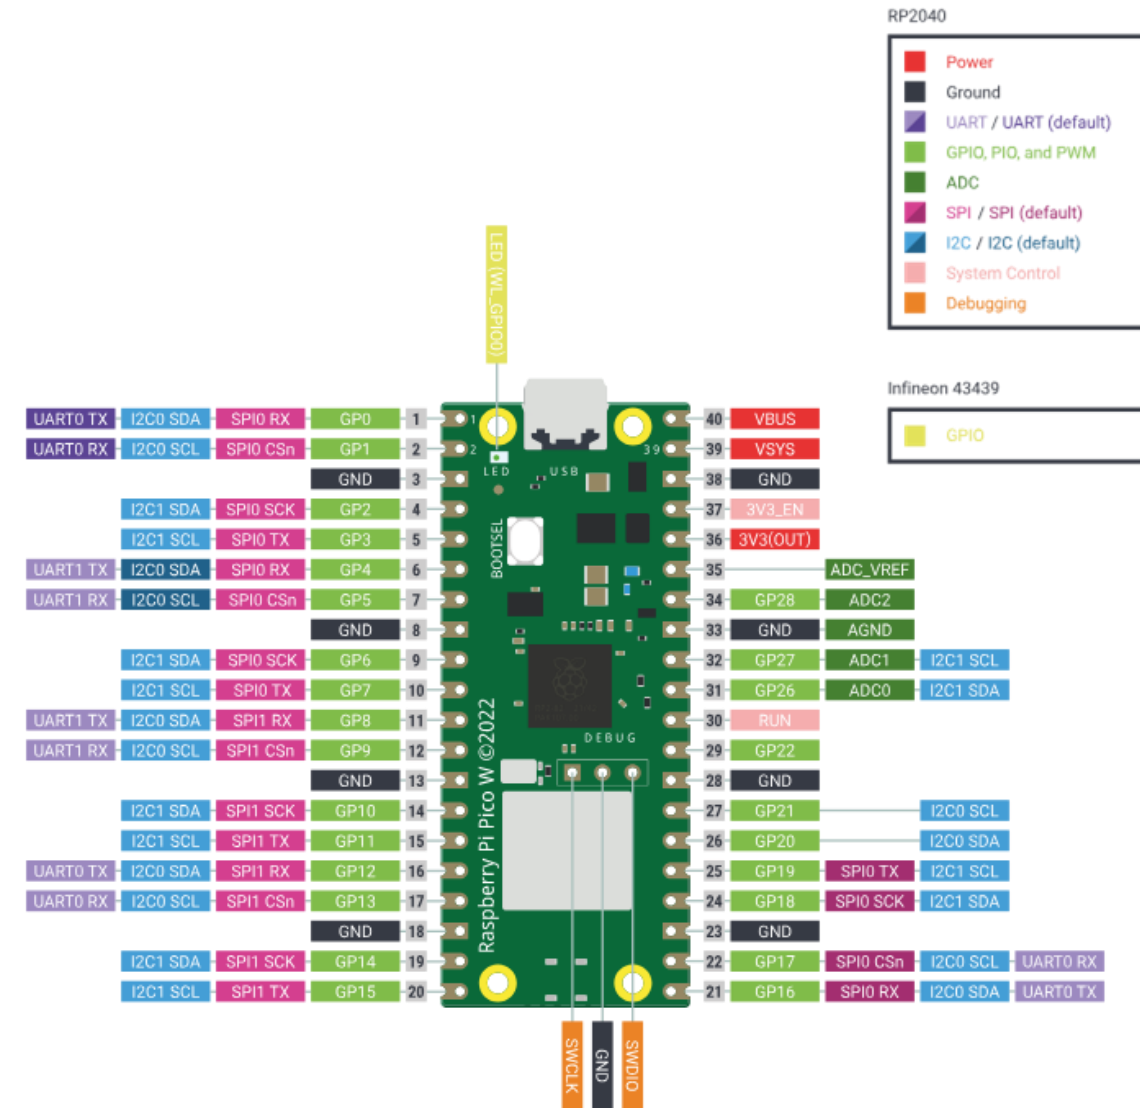 RP2040
Power
Ground
UART / UART (default)
GPIO, PIO, and PWM
ADC
SPI / SPI (default)
I2C / I2C (default)
System Control
Debugging
Infineon 43439
GPIO
LED (WL_GPIO0)
UART0 TX I2C0 SDA SPI0 RX GP0 1 1 40 VBUS
UART0 RX I2C0 SCL SPI0 CSn GP1 2 2 39 39 VSYS
LED USB
GND 3 38 GND
I2C1 SDA SPI0 SCK GP2 4 37 3V3_EN
BOOTSEL
I2C1 SCL SPI0 TX GP3 5 36 3V3(OUT)
UART1 TX I2C0 SDA SPI0 RX GP4 6 35 ADC_VREF
UART1 RX I2C0 SCL SPI0 CSn GP5 7 34 GP28 ADC2
GND 8 33 GND AGND
I2C1 SDA SPI0 SCK GP6 9 32 GP27 ADC1 I2C1 SCL
I2C1 SCL SPI0 TX GP7 10 31 GP26 ADC0 I2C1 SDA
UART1 TX I2C0 SDA SPI1 RX GP8 11 30 RUN
DEBUG
UART1 RX I2C0 SCL SPI1 CSn GP9 12 29 GP22
GND 13 28 GND
Raspberry Pi Pico W ©2022
I2C1 SDA SPI1 SCK GP10 14 27 GP21 I2C0 SCL
I2C1 SCL SPI1 TX GP11 15 26 GP20 I2C0 SDA
UART0 TX I2C0 SDA SPI1 RX GP12 16 25 GP19 SPI0 TX I2C1 SCL
UART0 RX I2C0 SCL SPI1 CSn GP13 17 24 GP18 SPI0 SCK I2C1 SDA
GND 18 23 GND
I2C1 SDA SPI1 SCK GP14 19 22 GP17 SPI0 CSn I2C0 SCL UART0 RX
I2C1 SCL SPI1 TX GP15 20 21 GP16 SPI0 RX I2C0 SDA UART0 TX
SWCLK
GND
SWDIO